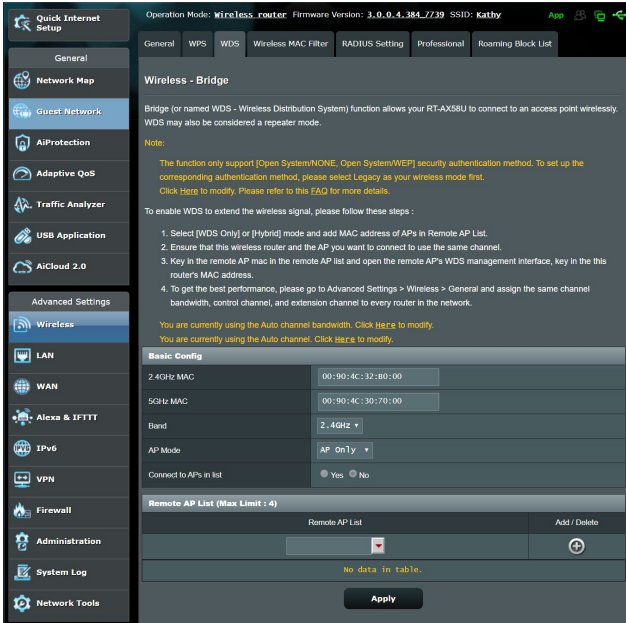 Quick Internet
Setup
Operation Mode: Wireless router Firmware Version: 3.0.0.4.384_7739 SSID: Kathy
App
General WPS WDS Wireless MAC Filter RADIUS Setting Professional Roaming Block List
General
Network Map
Guest Network
AiProtection
Adaptive QoS
Traffic Analyzer
USB Application
AiCloud 2.0
Advanced Settings
Wireless
LAN
WAN
Alexa & IFTTT
IPv6
VPN
Firewall
Administration
System Log
Network Tools
Wireless - Bridge
Bridge (or named WDS - Wireless Distribution System) function allows your RT-AX58U to connect to an access point wirelessly.
WDS may also be considered a repeater mode.
Note:
The function only support [Open System/NONE, Open System/WEP] security authentication method. To set up the
corresponding authentication method, please select Legacy as your wireless mode
first.
Click Here to modify. Please refer to this FAQ for more details.
To enable WDS to extend the wireless signal, please follow these steps :
1. Select [WDS Only] or [Hybrid] mode and add MAC address of APs in Remote AP List.
2. Ensure that this wireless router and the AP you want to connect to use the same channel.
3. Key in the remote AP mac in the remote AP list and open the remote AP's WDS management interface, key in the this
router's MAC address.
4. To get the best performance, please go to Advanced Settings > Wireless > General and assign the same channel
bandwidth, control channel, and extension channel to every router in the network.
You are currently using the Auto channel bandwidth. Click Here to modify.
You are currently using the Auto channel. Click Here to modify.
Basic Config
2.4GHz MAC 00:90:4C:32:B0:00
5GHz MAC 00:90:4C:30:70:00
Band 2.4GHz
AP Mode AP Only
Connect to APs in list Yes No
Remote AP List (Max Limit : 4)
Remote AP List Add / Delete
No data in table.
Apply